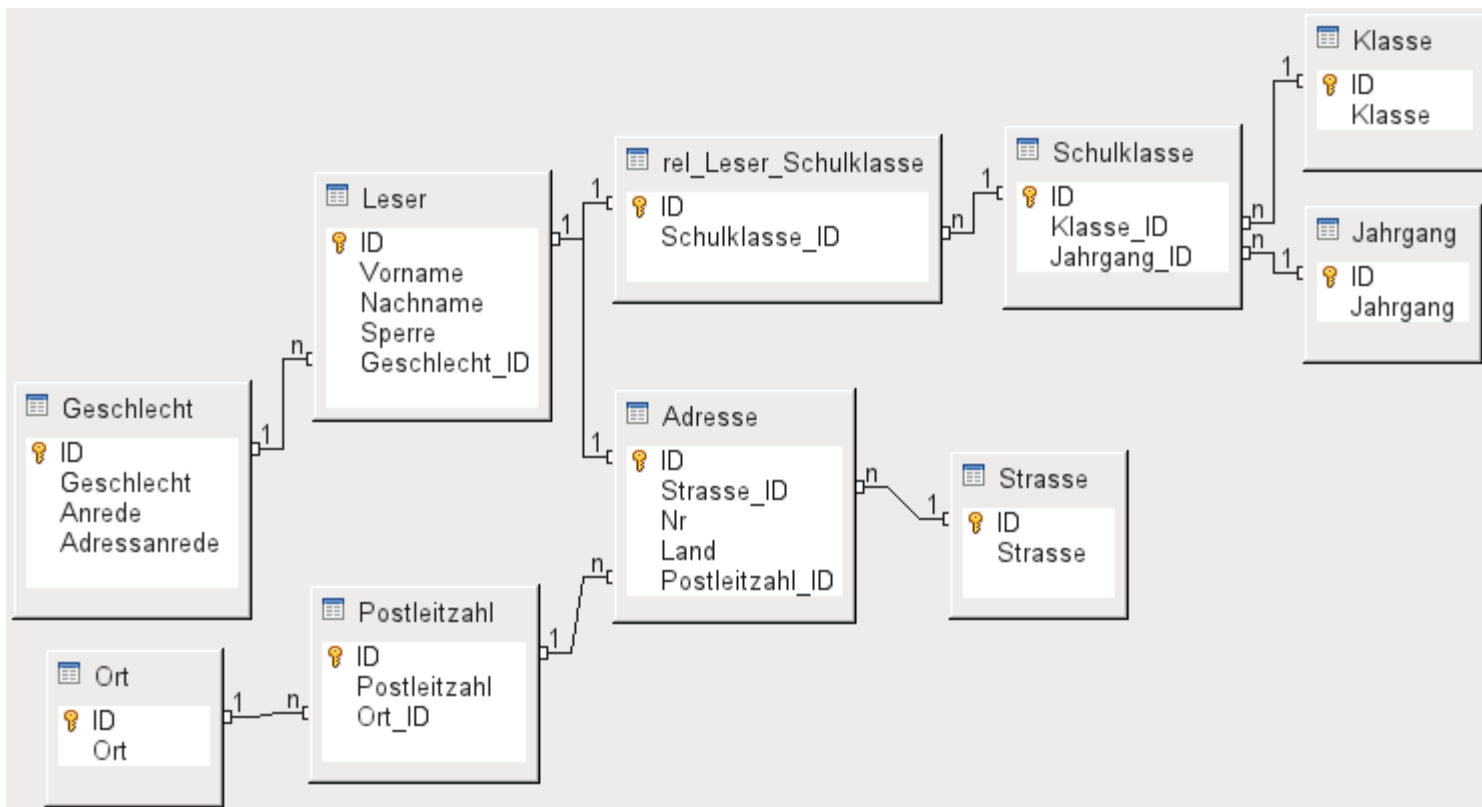 Klasse
ID
Klasse
1
rel_Leser_Schulklasse
ID
Schulklasse_ID
1
n
Schulklasse
ID
Klasse_ID
Jahrgang_ID
1
n
n
Leser
ID
Vorname
Nachname
Sperre
Geschlecht_ID
1
n
Jahrgang
ID
Jahrgang
1
Geschlecht
ID
Geschlecht
Anrede
Adressanrede
1
Adresse
ID
Strasse_ID
Nr
Land
Postleitzahl_ID
1
n
n
Strasse
ID
Strasse
1
Postleitzahl
ID
Postleitzahl
Ort_ID
1
n
Ort
ID
Ort
1